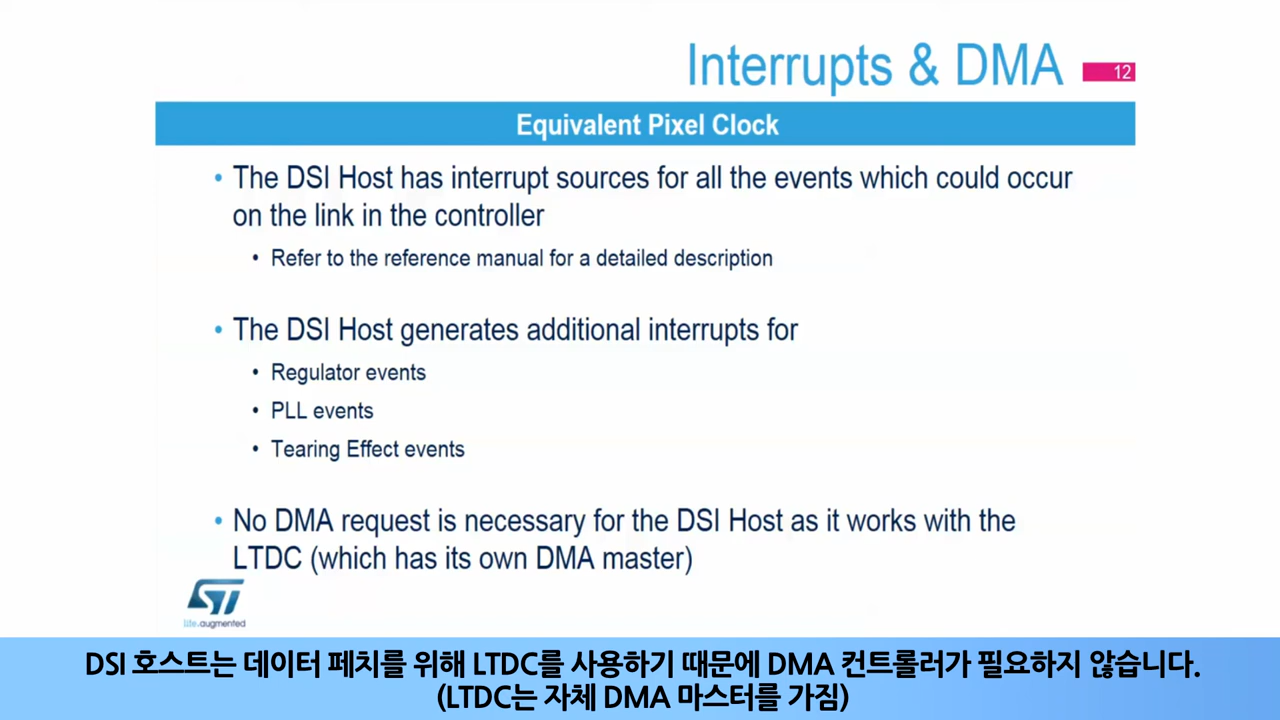 Interrupts & DMA
12
Equivalent Pixel Clock
• The DSI Host has interrupt sources for all the events which could occur
on the link in the controller
• Refer to the reference manual for a detailed description
• The DSI Host generates additional interrupts for
• Regulator events
• PLL events
• Tearing Effect events
• No DMA request is necessary for the DSI Host as it works with the
LTDC (which has its own DMA master)
ST
life.augmented
DSI 호스트는 데이터 페치를 위해 LTDC를 사용하기 때문에 DMA 컨트롤러가 필요하지 않습니다.
(LTDC는 자체 DMA 마스터를 가짐)